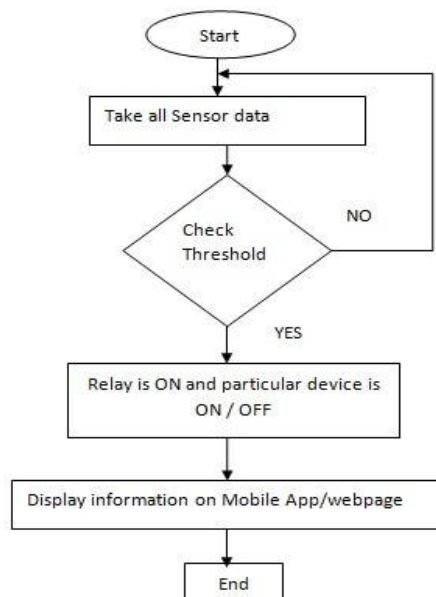 Start
Take all Sensor data
Check
Threshold
NO
YES
Relay is ON and particular device is
ON / OFF
Display information on Mobile App/webpage
End